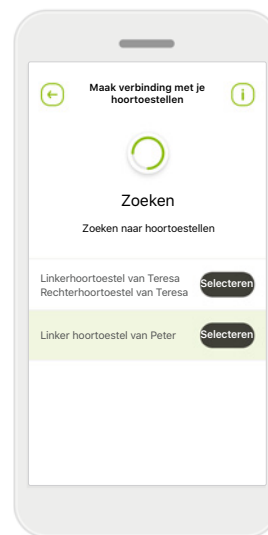 Maak verbinding met je
hoortoestellen
Zoeken
Zoeken naar hoortoestellen
Linkerhoortoestel van Teresa
Rechterhoortoestel van Teresa
Selecteren
Linker hoortoestel van Peter
Selecteren